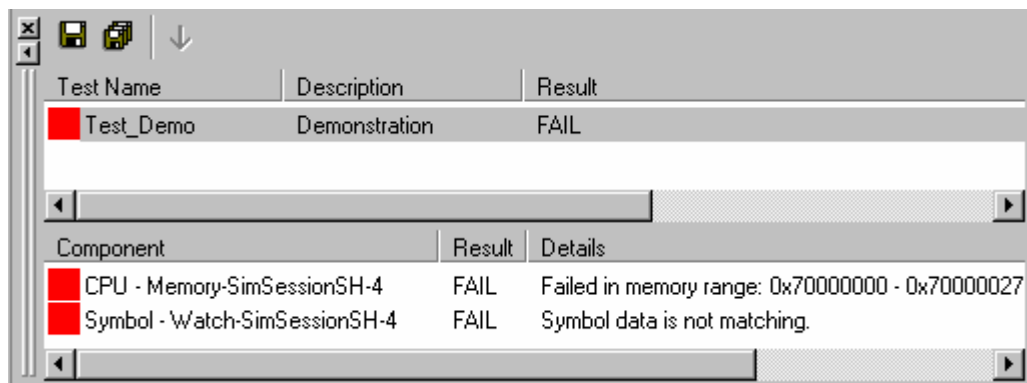 Test Name Description Result
Test_Demo Demonstration FAIL
Component Result Details
CPU - Memory-SimSessionSH-4 FAIL Failed in memory range: 0x70000000 - 0x70000027
Symbol - Watch-SimSessionSH-4 FAIL Symbol data is not matching.